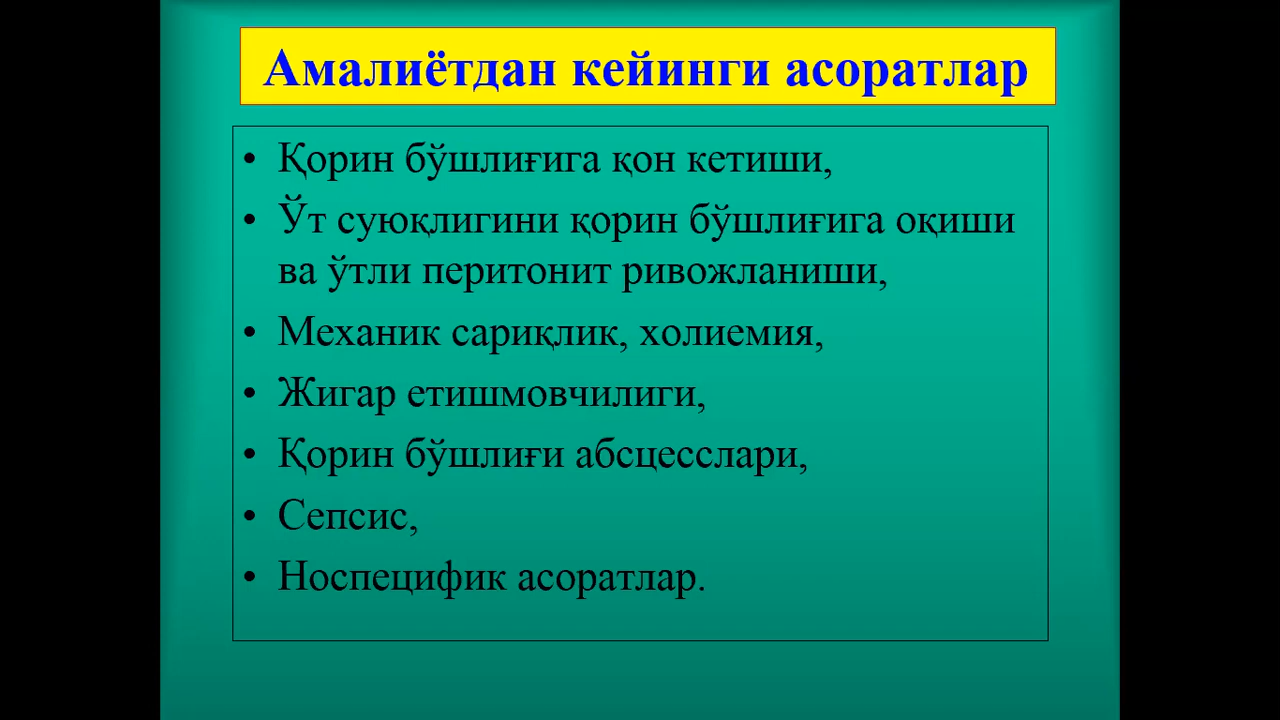 Амалиётдан кейинги асоратлар
• Қорин бўшлиғига қон кетиши,
• Ўт суюқлигини қорин бўшлиғига оқиши
ва ўтли перитонит ривожланиши,
• Механик сариқлик, холиемия,
• Жигар етишмовчилиги,
• Қорин бўшлиғи абсцесслари,
• Сепсис,
• Носпецифик асоратлар.